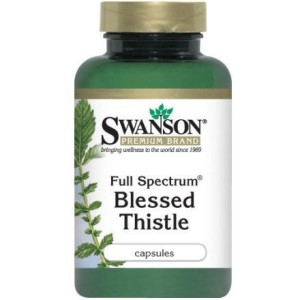 SWANSON®
PREMIUM BRAND
bringing wellness to the world since 1969
Full Spectrum®
Blessed
Thistle
capsules